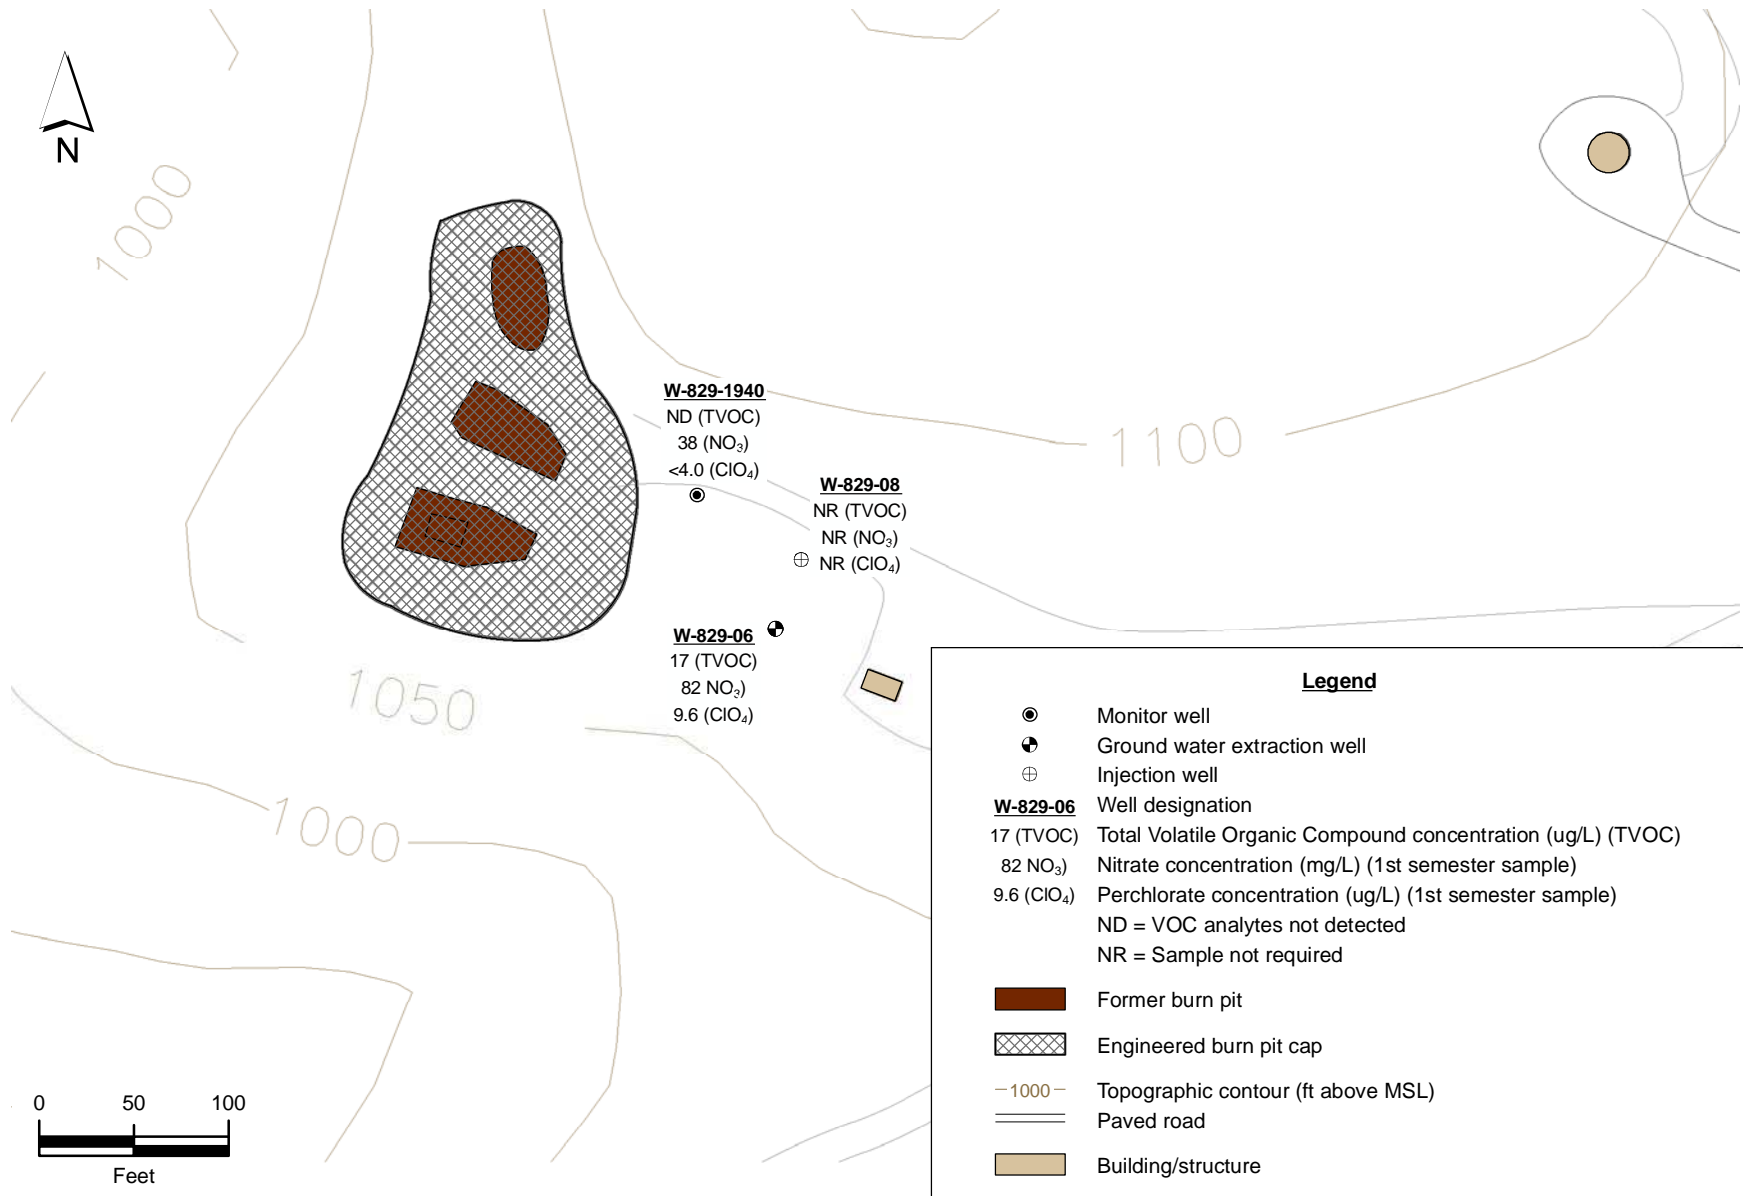 N
1000
W-829-1940
ND (TVOC)
38 (NO₃)
<4.0 (ClO₄)
1100
W-829-08
NR (TVOC)
NR (NO₃)
NR (ClO₄)
W-829-06
17 (TVOC)
82 NO₃)
9.6 (ClO₄)
1050
1000
Legend
Monitor well
Ground water extraction well
Injection well
W-829-06 Well designation
17 (TVOC) Total Volatile Organic Compound concentration (ug/L) (TVOC)
82 NO₃) Nitrate concentration (mg/L) (1st semester sample)
9.6 (ClO₄) Perchlorate concentration (ug/L) (1st semester sample)
ND = VOC analytes not detected
NR = Sample not required
Former burn pit
Engineered burn pit cap
1000 Topographic contour (ft above MSL)
Paved road
Building/structure
0 50 100
Feet